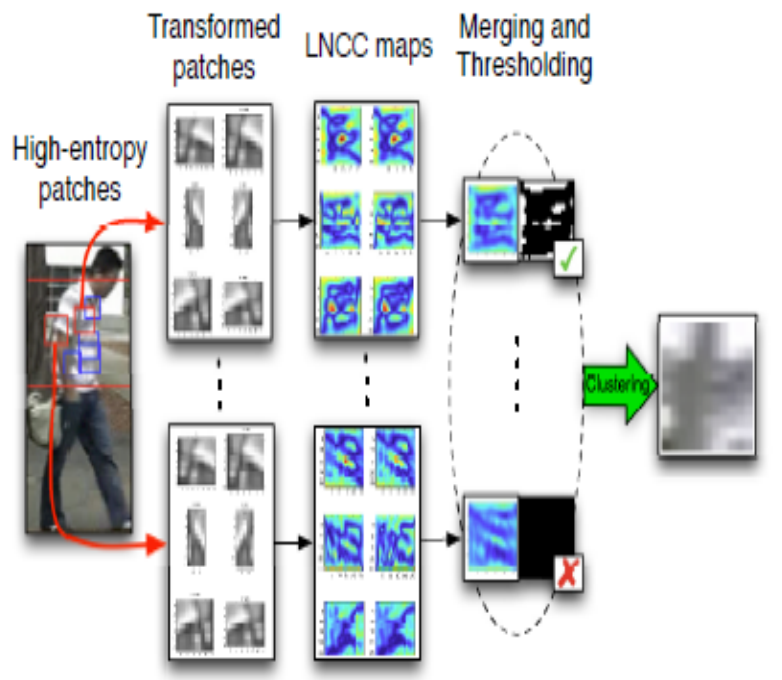 Transformed
patches
LNCC maps
Merging and
Thresholding
High-entropy
patches
Clustering